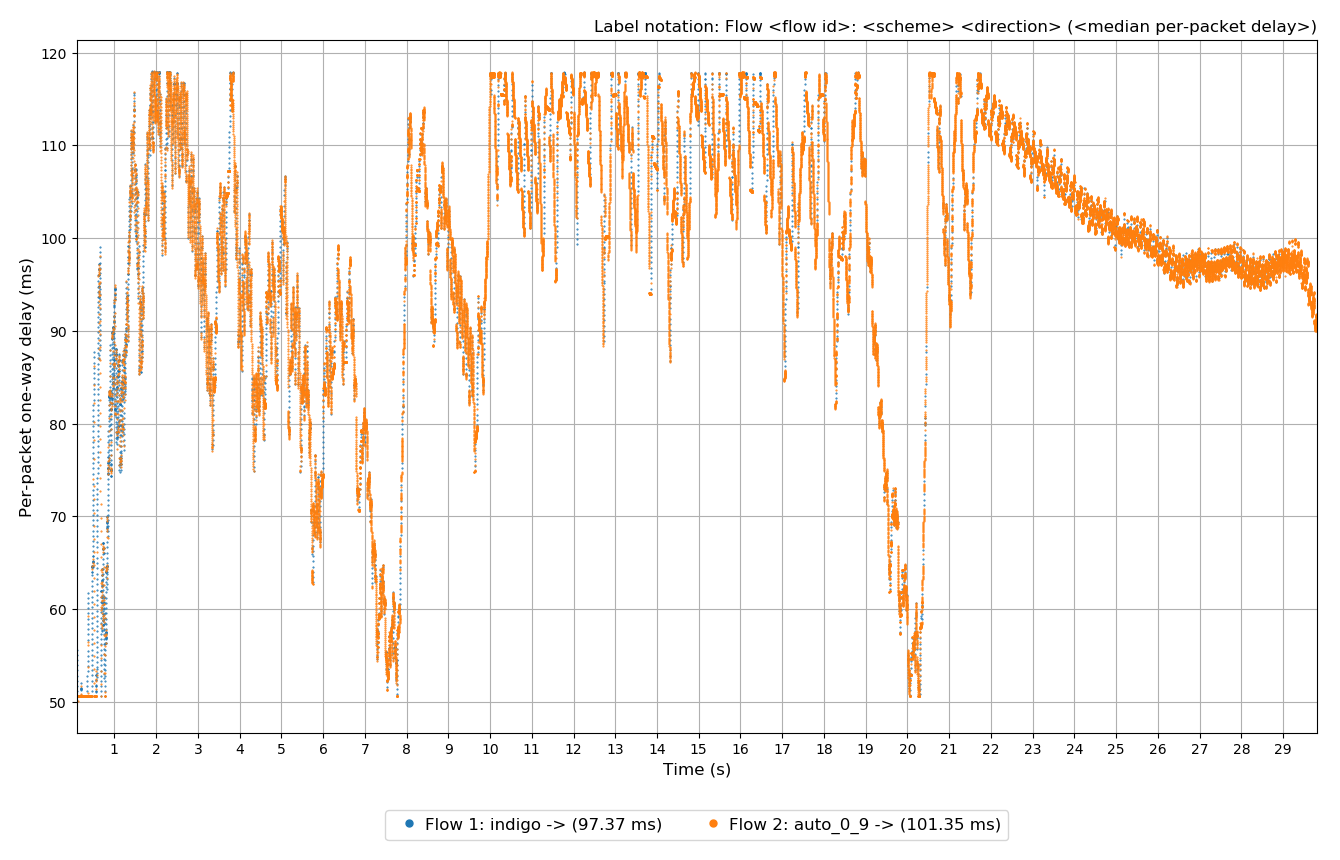 Label notation: Flow <flow id>: <scheme> <direction> (<median per-packet delay>)
120
110
100
90
80
70
60
50
Per-packet one-way delay (ms)
1 2 3 4 5 6 7 8 9 10 11 12 13 14 15 16 17 18 19 20 21 22 23 24 25 26 27 28 29
Time (s)
Flow 1: indigo -> (97.37 ms) Flow 2: auto_0_9 -> (101.35 ms)